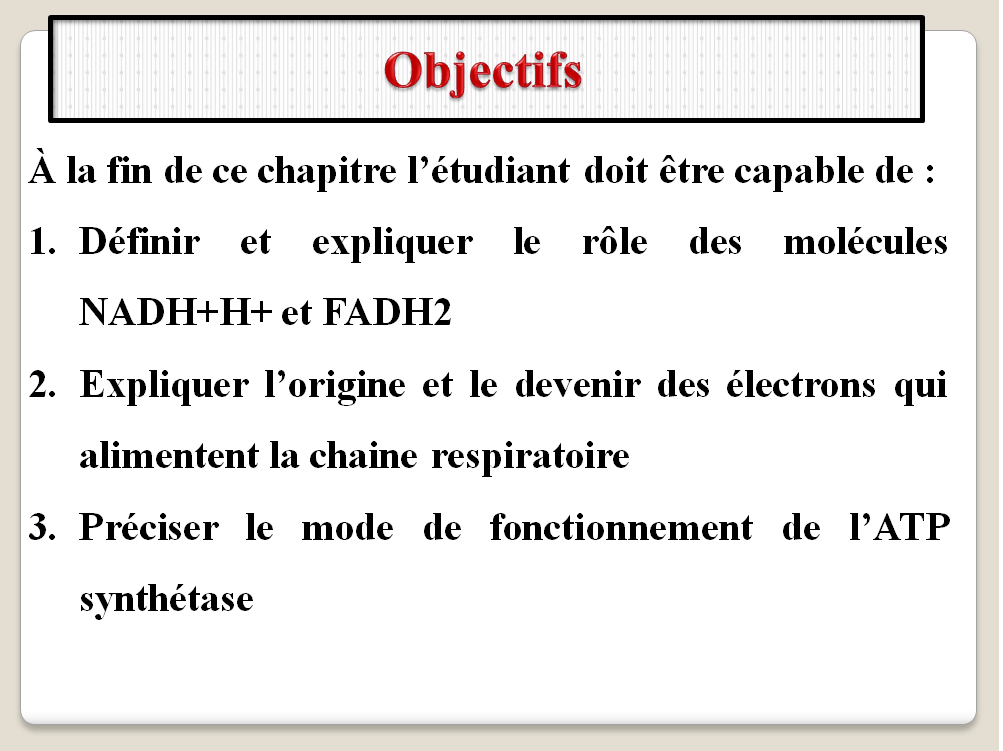 Objectifs
À la fin de ce chapitre l’étudiant doit être capable de :
1. Définir et expliquer le rôle des molécules
NADH+H+ et FADH2
2. Expliquer l’origine et le devenir des électrons qui
alimentent la chaine respiratoire
3. Préciser le mode de fonctionnement de l’ATP
synthétase